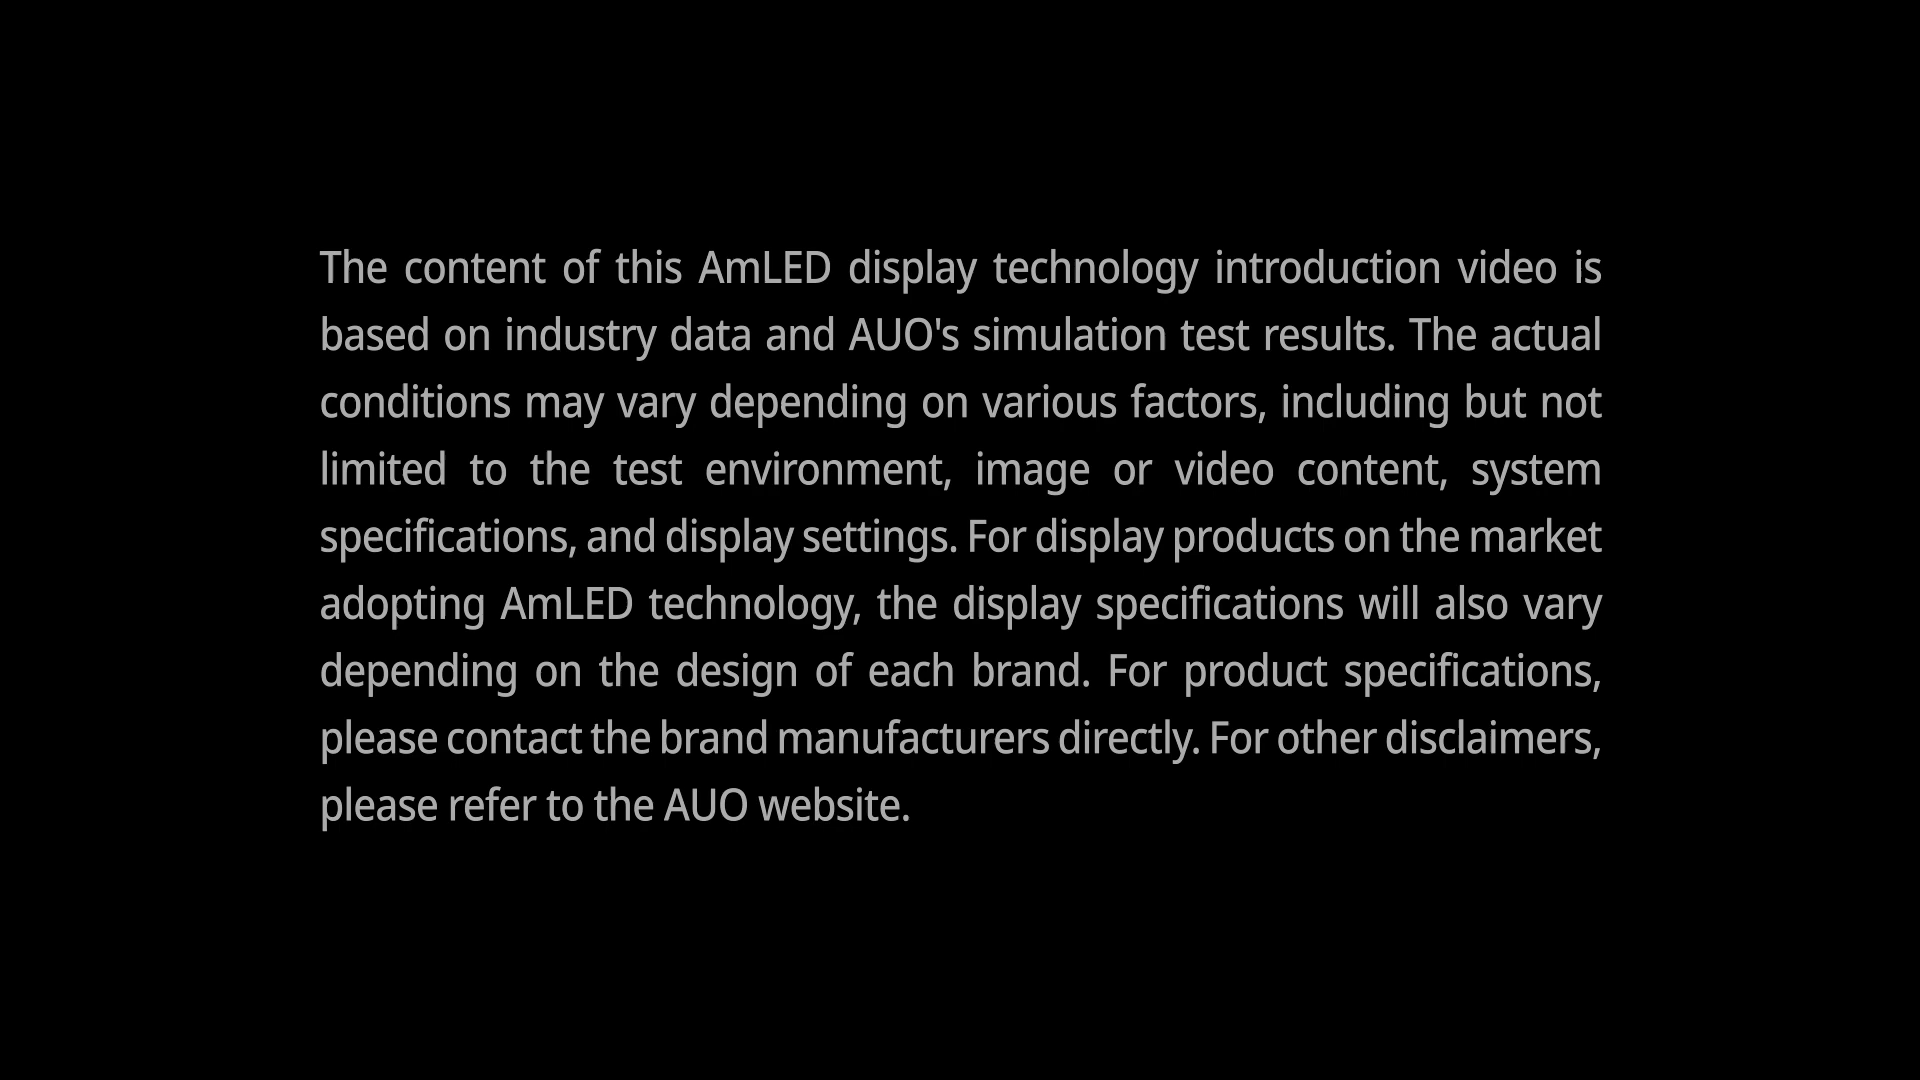 The content of this AmLED display technology introduction video is
based on industry data and AUO's simulation test results. The actual
conditions may vary depending on various factors, including but not
limited to the test environment, image or video content, system
specifications, and display settings. For display products on the market
adopting AmLED technology, the display specifications will also vary
depending on the design of each brand. For product specifications,
please contact the brand manufacturers directly. For other disclaimers,
please refer to the AUO website.